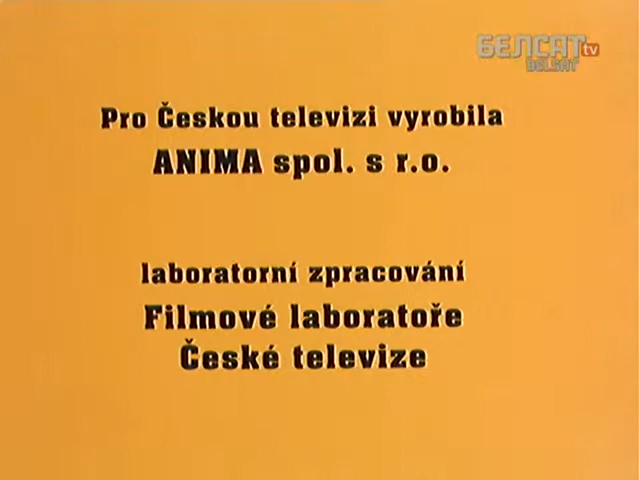 БЕЛСАТ tv
BELSAT
Pro Českou televizi vyrobila
ANIMA spol. s r.o.
laboratorní zpracování
Filmové laboratoře
České televize